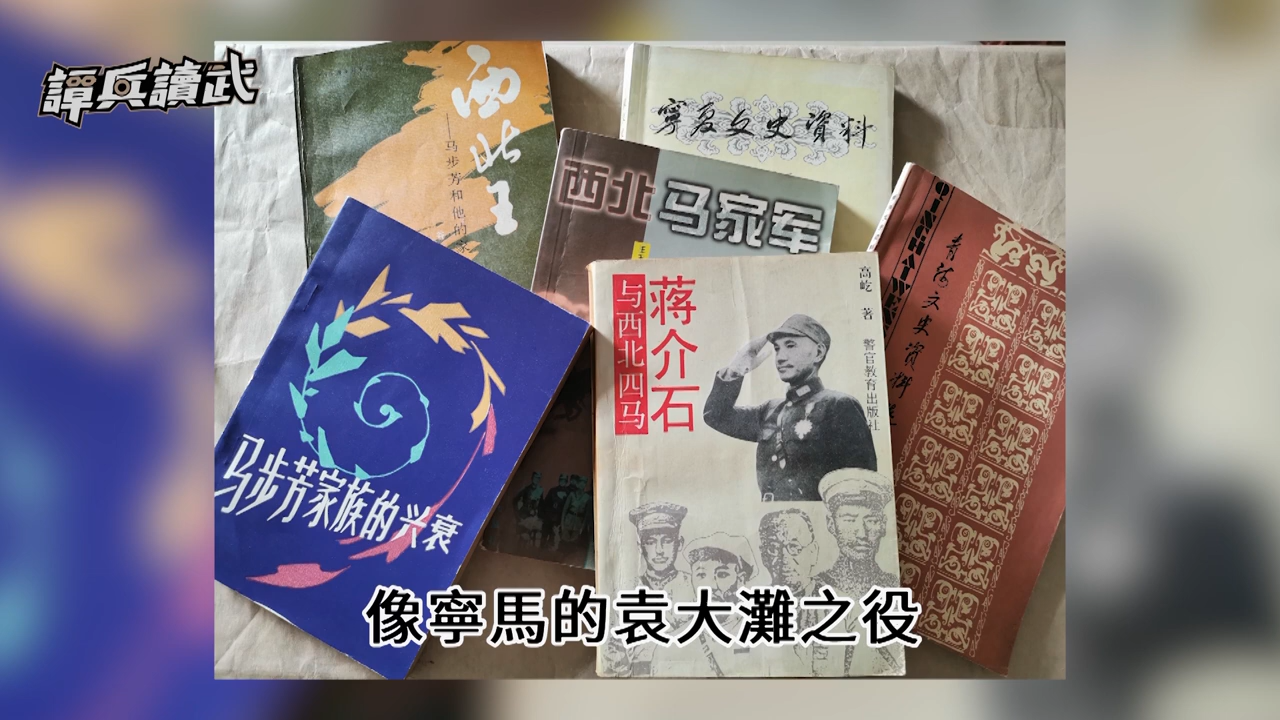 譚兵讀武
西北王
——马步芳和他的家
寧夏文史資料
西北马家军
马步芳家族的兴衰
蒋介石
与西北四马
高屹 著
警官教育出版社
青海文史資料选
像寧馬的袁大灘之役